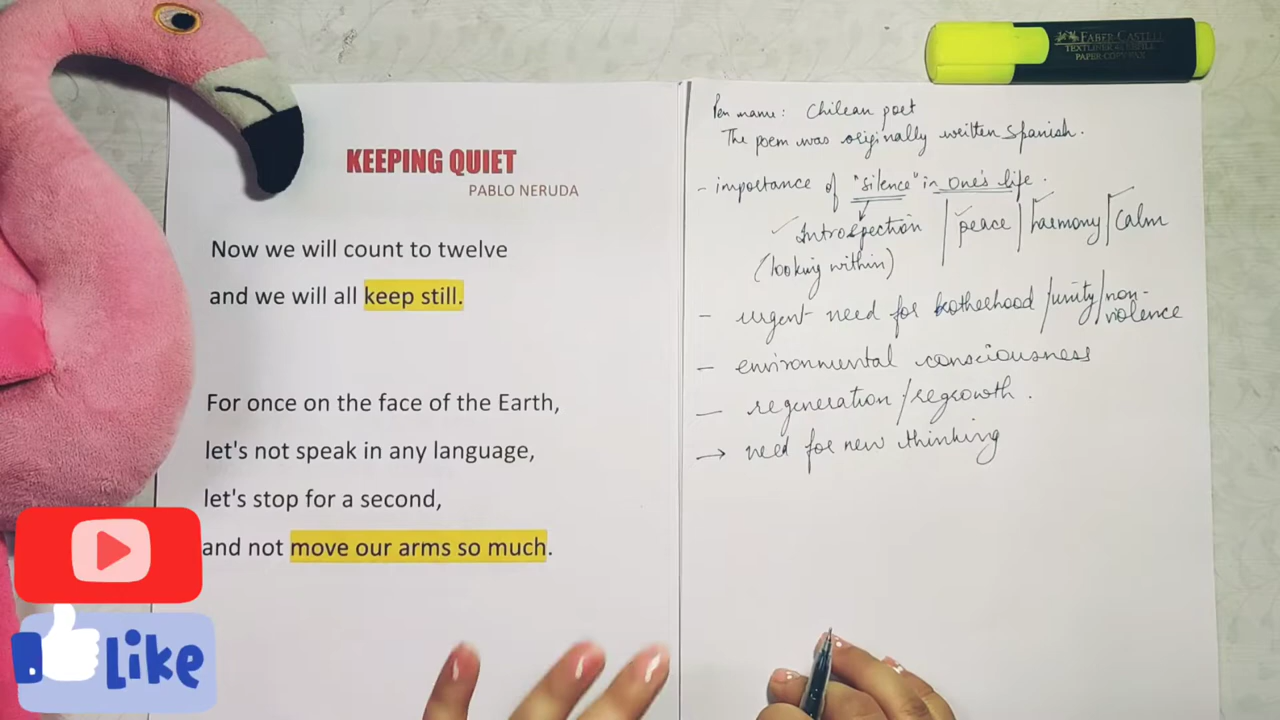 KEEPING QUIET
PABLO NERUDA
Now we will count to twelve
and we will all keep still.
For once on the face of the Earth,
let's not speak in any language,
let's stop for a second,
and not move our arms so much.
Like
FABER-CASTELL
TEXTLINER
PAPER COPY FAX
Pen name: Chilean poet
The poem was originally written Spanish.
- importance of "silence" in one's life.
Introspection / peace / harmony / calm
(looking within)
- urgent need for brotherhood / unity / non-
violence
- environmental consciousness
- regeneration / regrowth.
→ need for new thinking